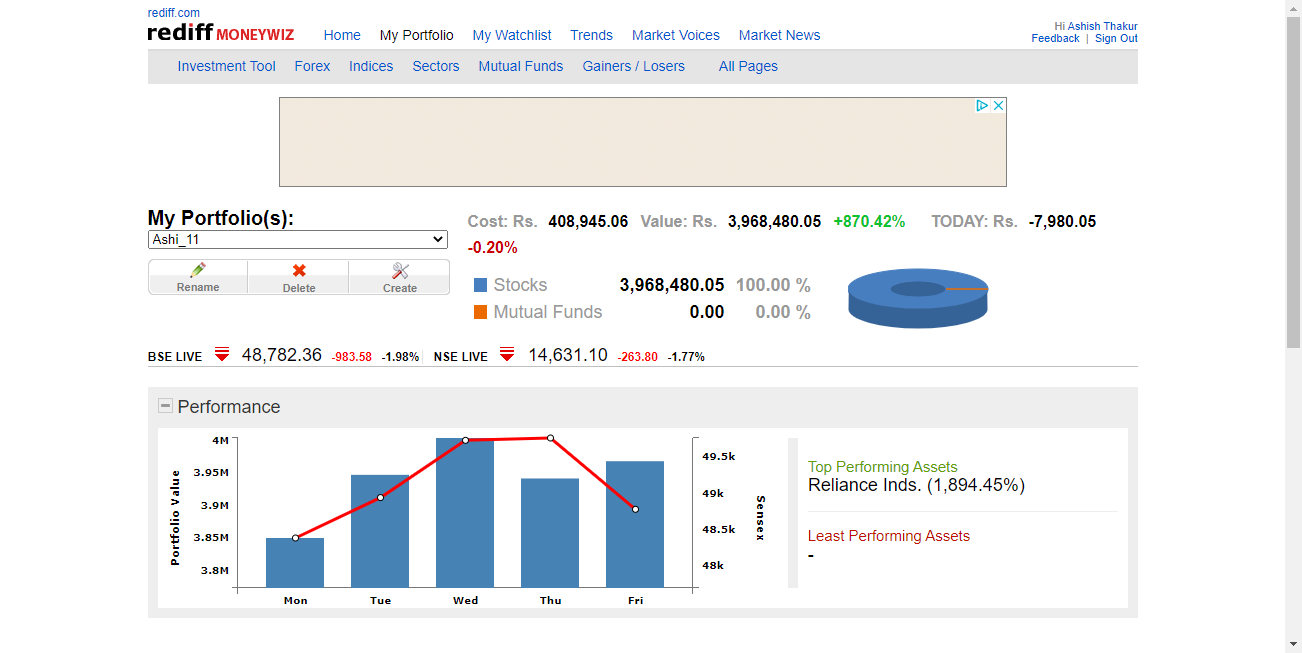 rediff.com
rediff MONEYWIZ Home My Portfolio My Watchlist Trends Market Voices Market News
Hi Ashish Thakur
Feedback | Sign Out
Investment Tool Forex Indices Sectors Mutual Funds Gainers / Losers All Pages
My Portfolio(s):
Ashi_11
Rename Delete Create
Cost: Rs. 408,945.06 Value: Rs. 3,968,480.05 +870.42% TODAY: Rs. -7,980.05
-0.20%
Stocks 3,968,480.05 100.00 %
Mutual Funds 0.00 0.00 %
BSE LIVE 48,782.36 -983.58 -1.98% NSE LIVE 14,631.10 -263.80 -1.77%
Performance
Portfolio Value
4M
3.95M
3.9M
3.85M
3.8M
Mon Tue Wed Thu Fri
49.5k
49k
48.5k
48k
Sensex
Top Performing Assets
Reliance Inds. (1,894.45%)
Least Performing Assets
-